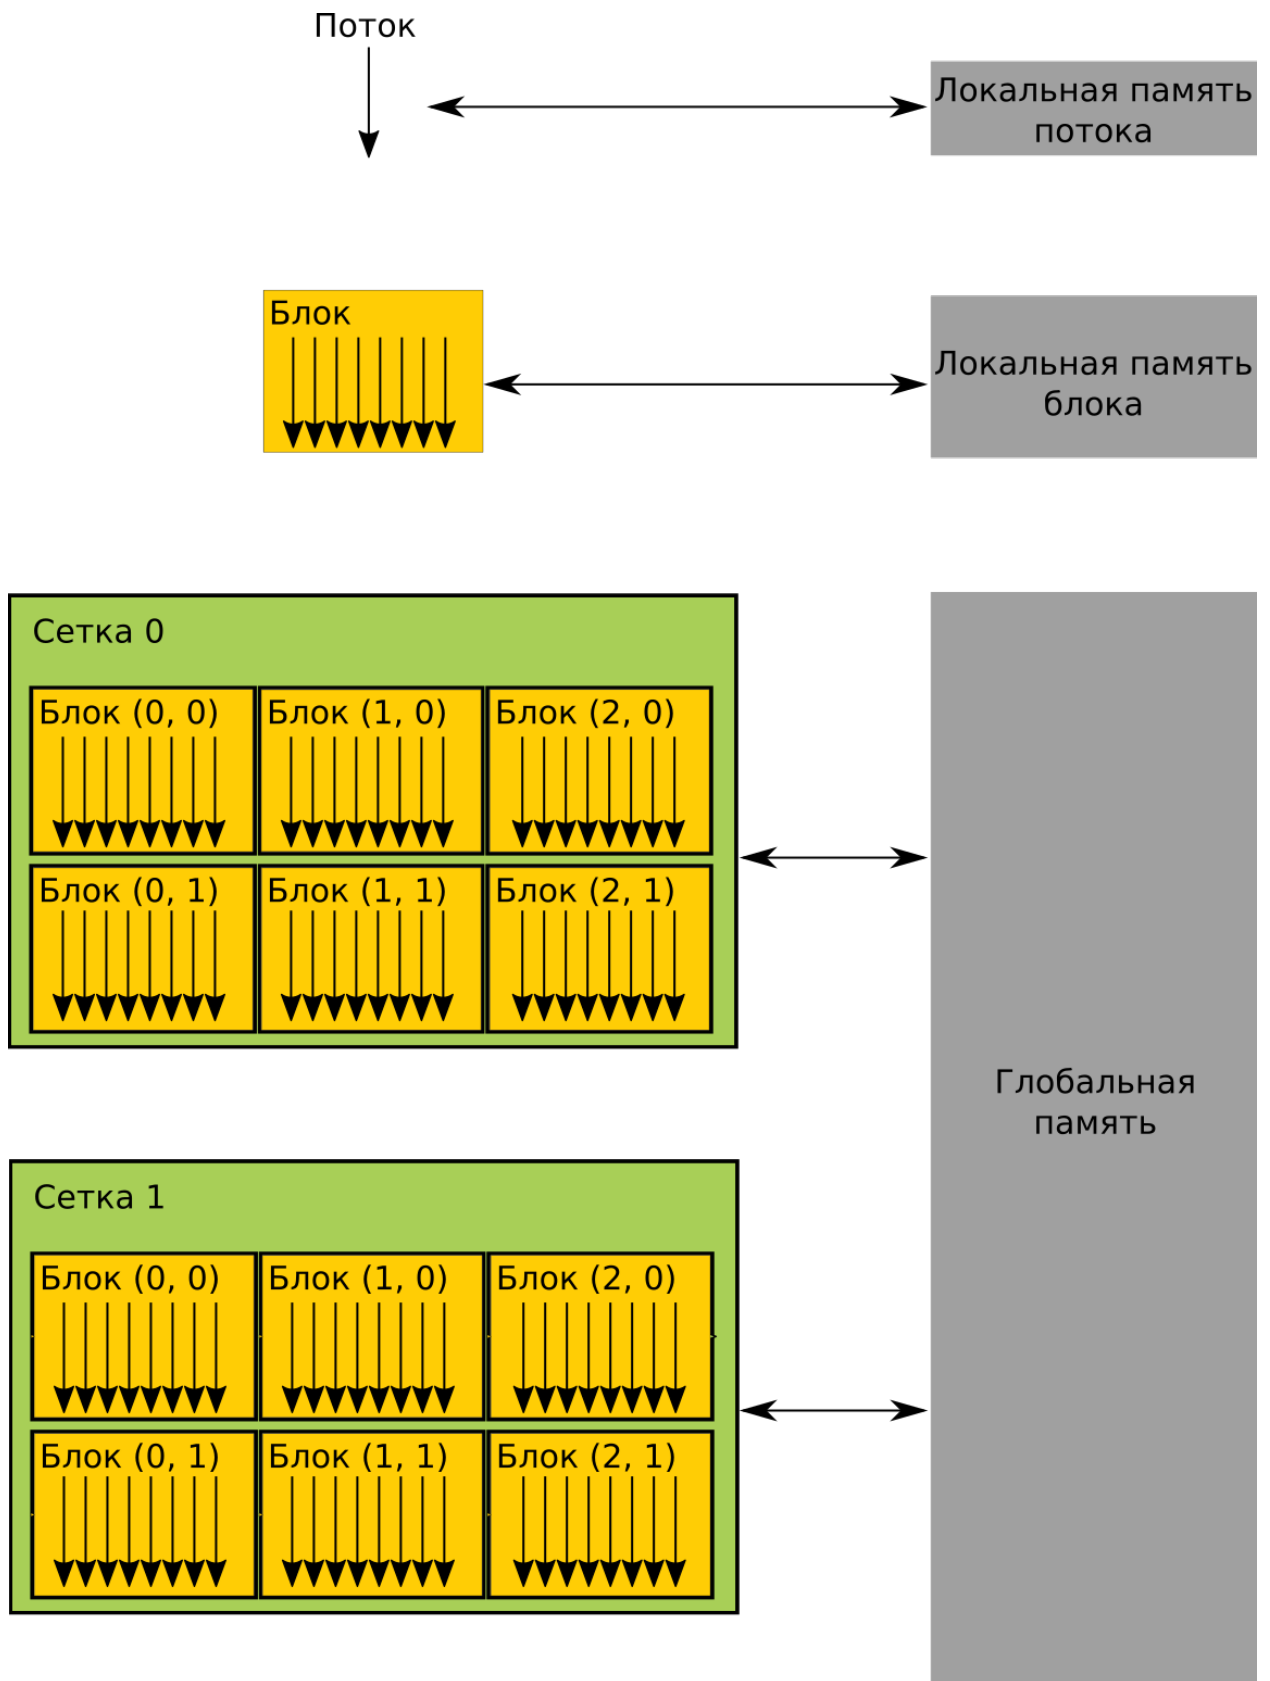 Поток
Локальная память
потока
Блок
Локальная память
блока
Сетка 0
Блок (0, 0)
Блок (1, 0)
Блок (2, 0)
Блок (0, 1)
Блок (1, 1)
Блок (2, 1)
Глобальная
память
Сетка 1
Блок (0, 0)
Блок (1, 0)
Блок (2, 0)
Блок (0, 1)
Блок (1, 1)
Блок (2, 1)